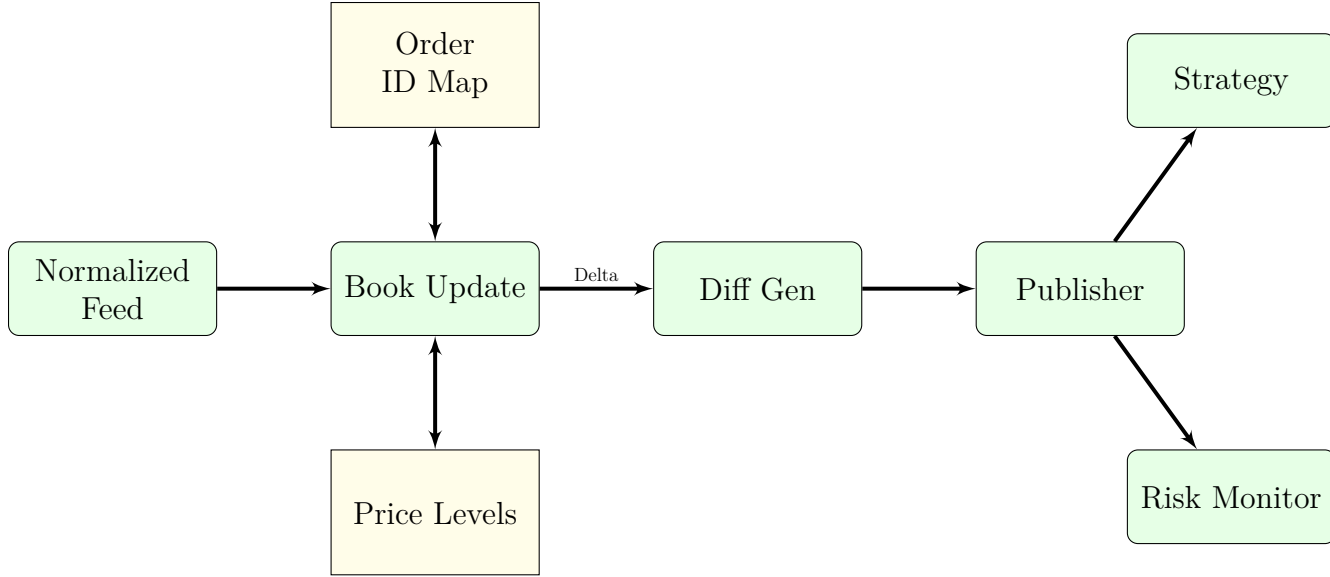 Order
ID Map
Strategy
Normalized
Feed
Book Update
Delta
Diff Gen
Publisher
Price Levels
Risk Monitor